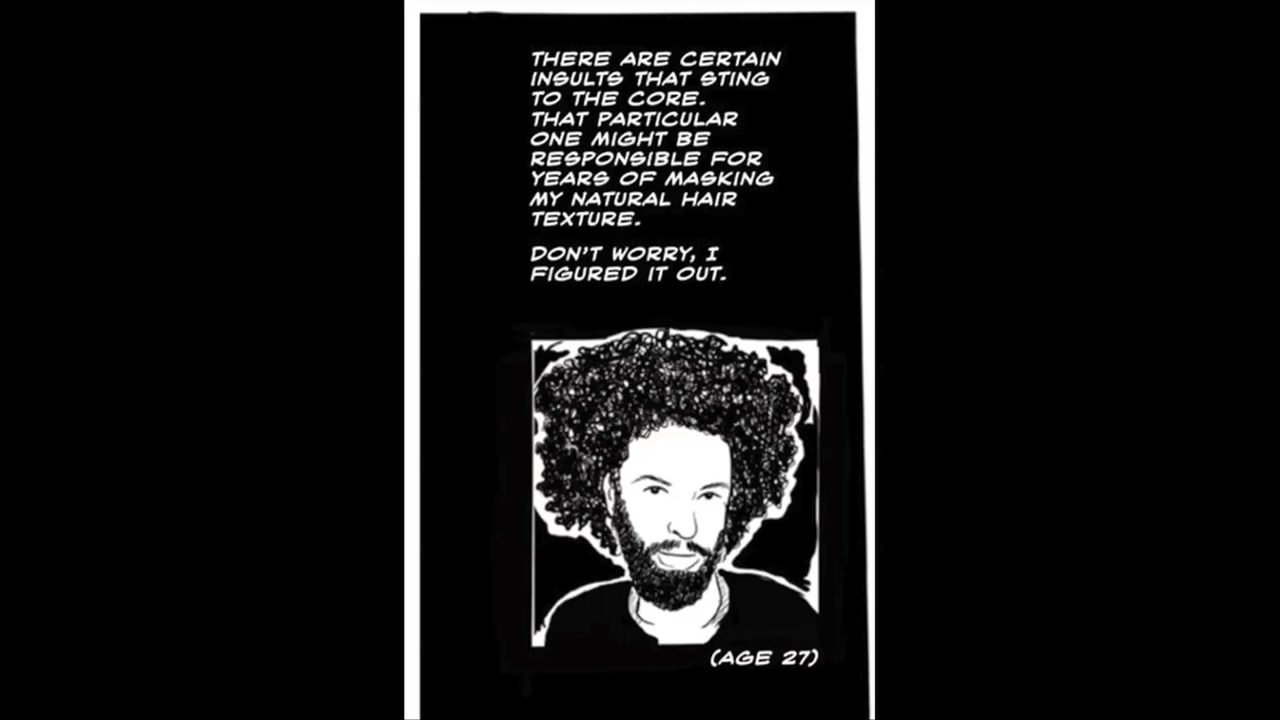 THERE ARE CERTAIN
INSULTS THAT STING
TO THE CORE.
THAT PARTICULAR
ONE MIGHT BE
RESPONSIBLE FOR
YEARS OF MASKING
MY NATURAL HAIR
TEXTURE.
DON'T WORRY, I
FIGURED IT OUT.
(AGE 27)